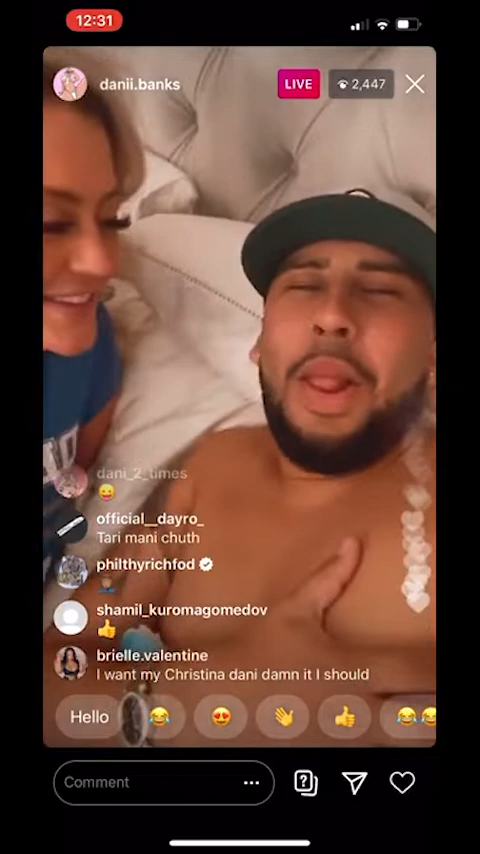 12:31
danii.banks
LIVE
2,447
dani_2_times
😜
official__dayro_
Tari mani chuth
philthyrichfod
shamil_kuromagomedov
👍
brielle.valentine
I want my Christina dani damn it I should
Hello
😂
😍
👋
👍
😂😂
Comment